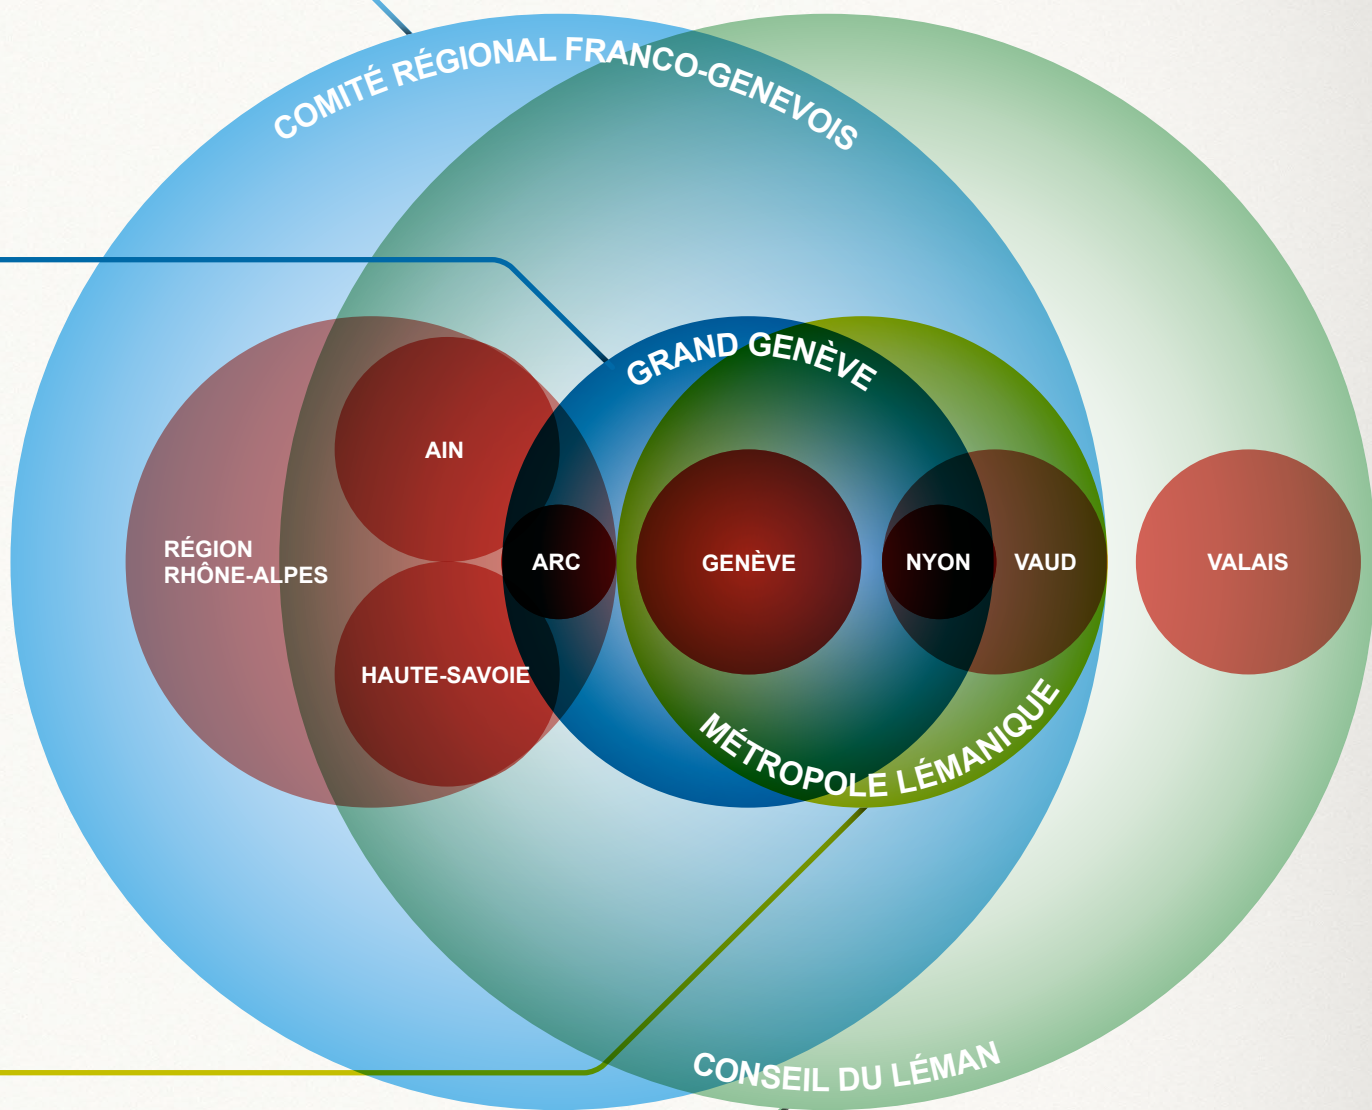 COMITÉ RÉGIONAL FRANCO-GENEVOIS
GRAND GENÈVE
AIN
RÉGION
RHÔNE-ALPES
ARC
GENÈVE
NYON
VAUD
VALAIS
HAUTE-SAVOIE
MÉTROPOLE LÉMANIQUE
CONSEIL DU LÉMAN